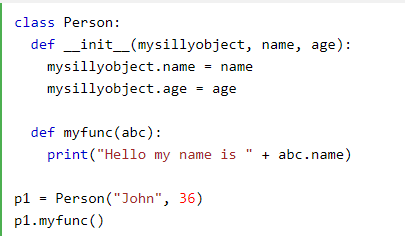 class Person:
  def __init__(mysillyobject, name, age):
    mysillyobject.name = name
    mysillyobject.age = age

  def myfunc(abc):
    print("Hello my name is " + abc.name)

p1 = Person("John", 36)
p1.myfunc()